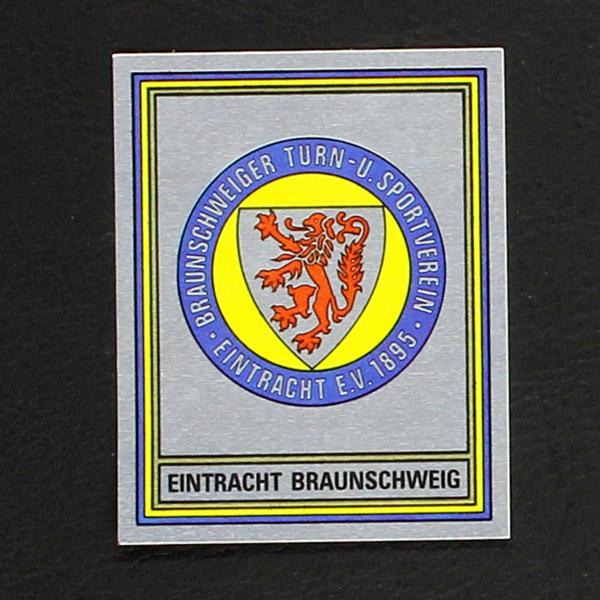 BRAUNSCHWEIGER TURN-U. SPORTVEREIN
· EINTRACHT E.V. 1895 ·
EINTRACHT BRAUNSCHWEIG